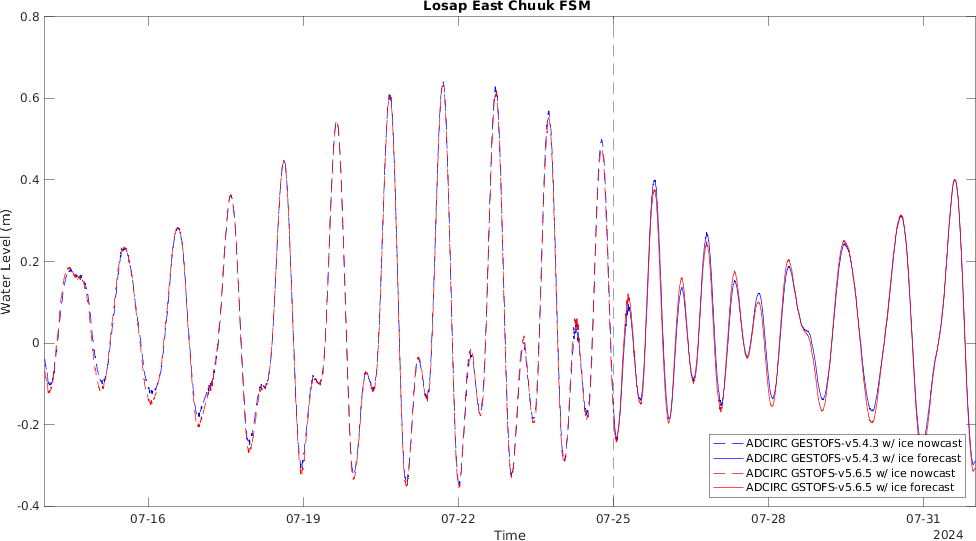 Losap East Chuuk FSM
Water Level (m)
0.8
0.6
0.4
0.2
0
-0.2
-0.4
07-16
07-19
07-22
07-25
07-28
07-31
2024
Time
ADCIRC GESTOFS-v5.4.3 w/ ice nowcast
ADCIRC GESTOFS-v5.4.3 w/ ice forecast
ADCIRC GSTOFS-v5.6.5 w/ ice nowcast
ADCIRC GSTOFS-v5.6.5 w/ ice forecast